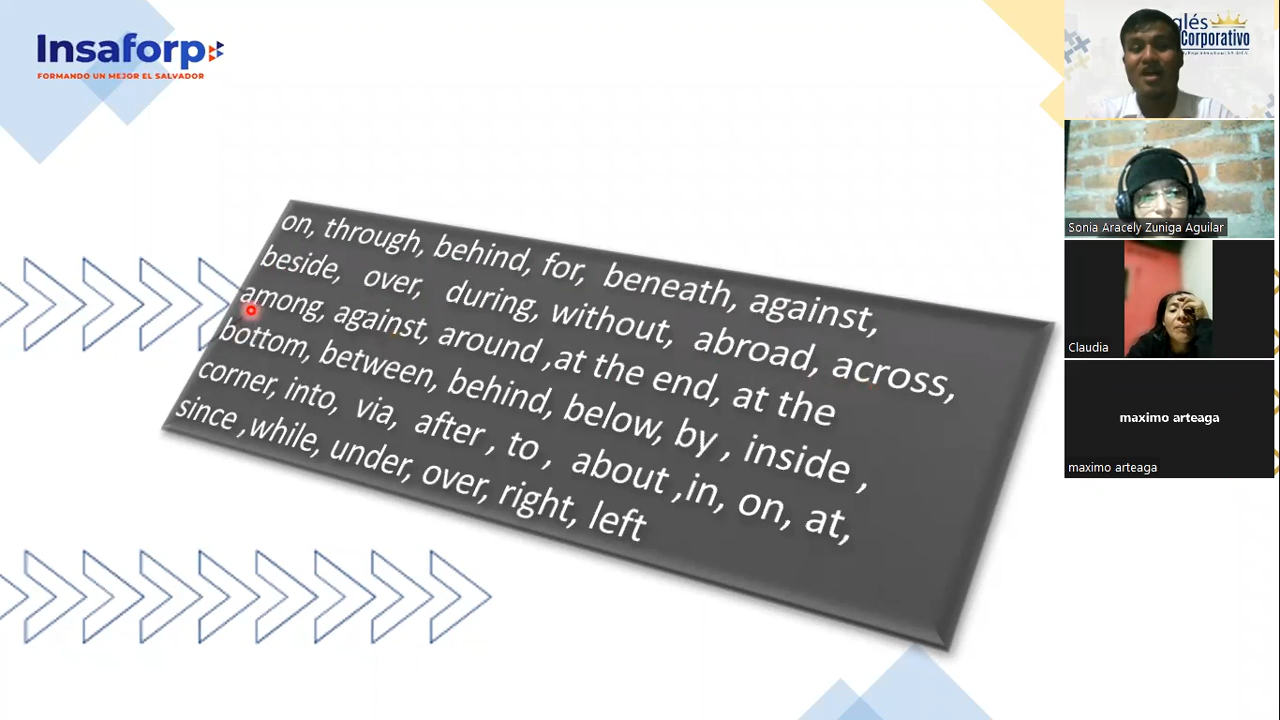 Insaforp
FORMANDO UN MEJOR EL SALVADOR
on, through, behind, for, beneath, against,
beside, over, during, without, abroad, across,
among, against, around ,at the end, at the
bottom, between, behind, below, by , inside ,
corner, into, via, after , to , about ,in, on, at,
since ,while, under, over, right, left
glés
Corporativo
Sonia Aracely Zuniga Aguilar
Claudia
maximo arteaga
maximo arteaga